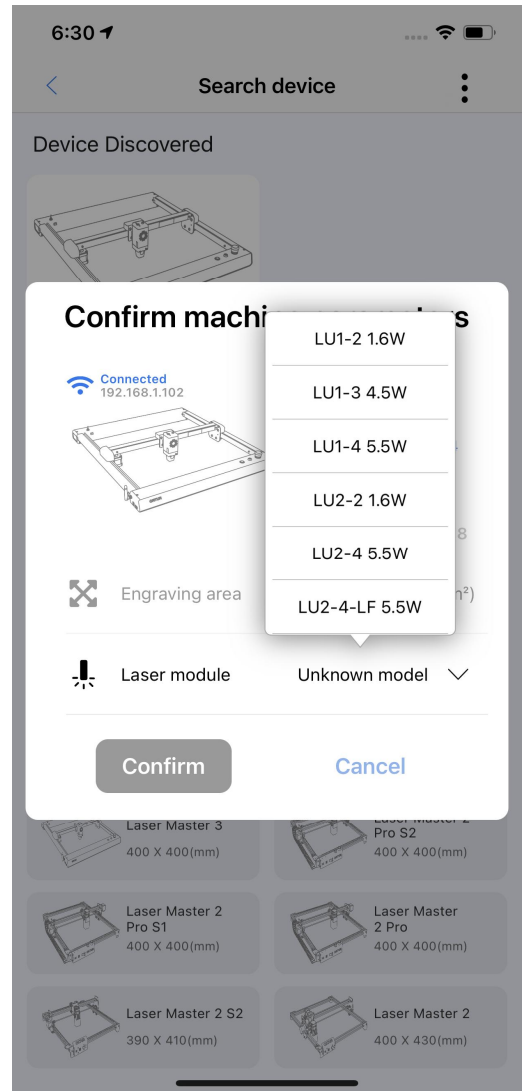 6:30
Search device
Device Discovered
Confirm machi
s
Connected
192.168.1.102
LU1-2 1.6W
LU1-3 4.5W
LU1-4 5.5W
LU2-2 1.6W
8
LU2-4 5.5W
Engraving area
LU2-4-LF 5.5W
Laser module
Unknown model
Confirm
Cancel
Laser Master 3
400 X 400(mm)
Laser Master 2
Pro S2
400 X 400(mm)
Laser Master 2
Pro S1
400 X 400(mm)
Laser Master
2 Pro
400 X 400(mm)
Laser Master 2 S2
390 X 410(mm)
Laser Master 2
400 X 430(mm)